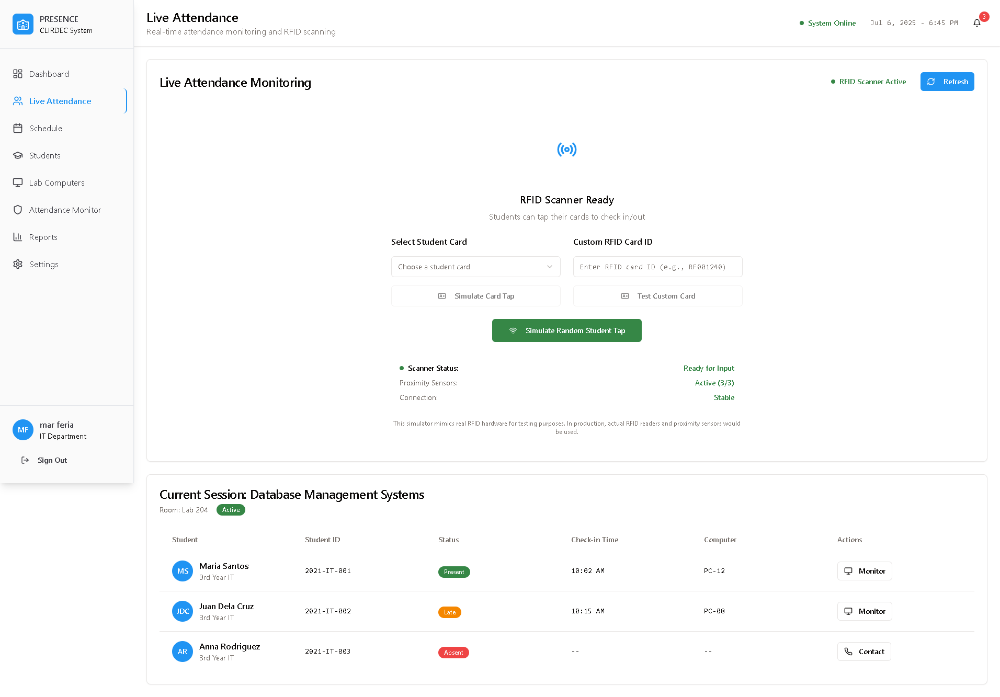 PRESENCE
CLIRDEC System
Dashboard
Live Attendance
Schedule
Students
Lab Computers
Attendance Monitor
Reports
Settings
MF
mar feria
IT Department
Sign Out
Live Attendance
Real-time attendance monitoring and RFID scanning
System Online
Jul 6, 2025 - 6:45 PM
3
Live Attendance Monitoring
RFID Scanner Active
Refresh
RFID Scanner Ready
Students can tap their cards to check in/out
Select Student Card
Custom RFID Card ID
Choose a student card
Enter RFID card ID (e.g., RF001240)
Simulate Card Tap
Test Custom Card
Simulate Random Student Tap
Scanner Status: Ready for Input
Proximity Sensors: Active (3/3)
Connection: Stable
This simulator mimics real RFID hardware for testing purposes. In production, actual RFID readers and proximity sensors would
be used.
Current Session: Database Management Systems
Room: Lab 204 Active
Student Student ID Status Check-in Time Computer Actions
MS Maria Santos 2021-IT-001 Present 10:02 AM PC-12 Monitor
3rd Year IT
JDC Juan Dela Cruz 2021-IT-002 Late 10:15 AM PC-08 Monitor
3rd Year IT
AR Anna Rodriguez 2021-IT-003 Absent -- -- Contact
3rd Year IT